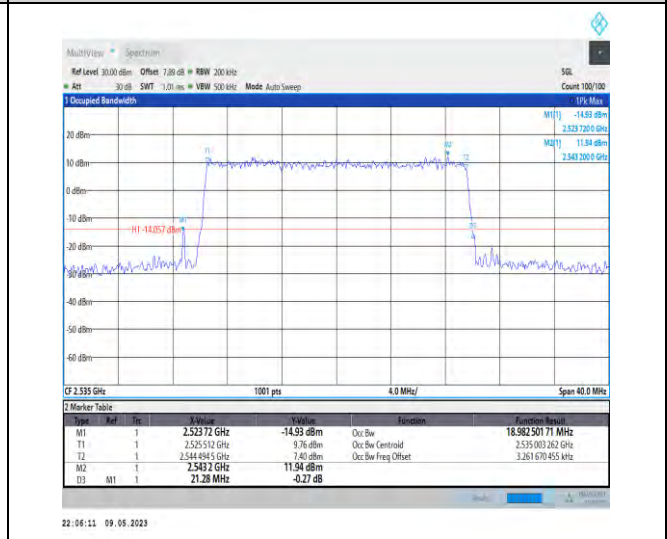 MultiView Spectrum
Ref Level 30.00 dBm Offset 7.89 dB RBW 200 kHz SGL
Att 30 dB SWT 1.01 ms VBW 500 kHz Mode Auto Sweep Count 100/100
1 Occupied Bandwidth 1Pk Max
M1[1] -14.93 dBm
2.523 720 0 GHz
M2[1] 11.94 dBm
2.543 200 0 GHz
20 dBm
10 dBm
0 dBm
-10 dBm
-20 dBm
-30 dBm
-40 dBm
-50 dBm
-60 dBm
T1
M2
T2
M1
D3
H1 -14.057 dBm
CF 2.535 GHz 1001 pts 4.0 MHz/ Span 40.0 MHz
2 Marker Table
Type Ref Trc X-Value Y-Value Function Function Result
M1 1 2.523 72 GHz -14.93 dBm Occ Bw 18.982 501 71 MHz
T1 1 2.525 512 GHz 9.76 dBm Occ Bw Centroid 2.535 003 262 GHz
T2 1 2.544 494 5 GHz 7.40 dBm Occ Bw Freq Offset 3.261 670 455 kHz
M2 1 2.543 2 GHz 11.94 dBm
D3 M1 1 21.28 MHz -0.27 dB
22:06:11 09.05.2023